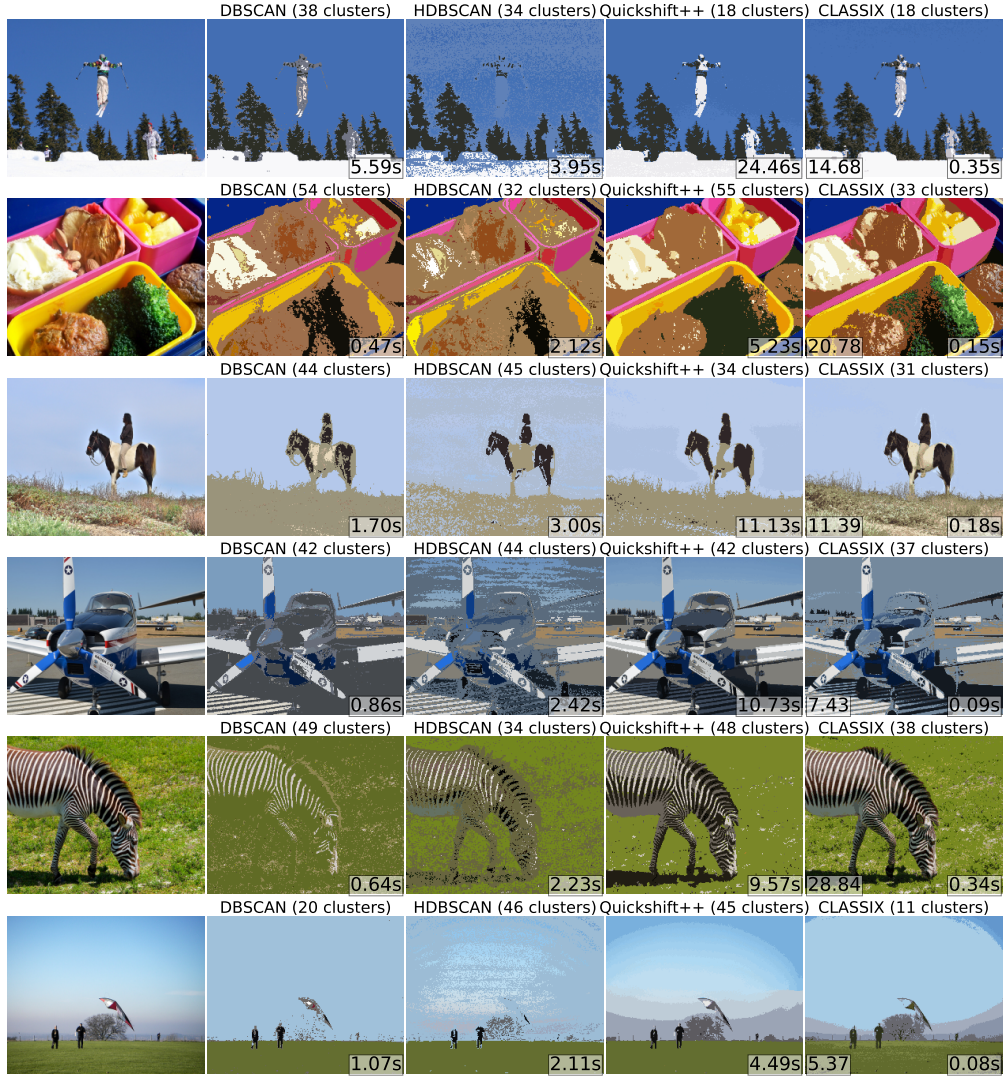 DBSCAN (38 clusters) HDBSCAN (34 clusters) Quickshift++ (18 clusters) CLASSIX (18 clusters)
5.59s 3.95s 24.46s 14.68 0.35s
DBSCAN (54 clusters) HDBSCAN (32 clusters) Quickshift++ (55 clusters) CLASSIX (33 clusters)
0.47s 2.12s 5.23s 20.78 0.15s
DBSCAN (44 clusters) HDBSCAN (45 clusters) Quickshift++ (34 clusters) CLASSIX (31 clusters)
1.70s 3.00s 11.13s 11.39 0.18s
DBSCAN (42 clusters) HDBSCAN (44 clusters) Quickshift++ (42 clusters) CLASSIX (37 clusters)
0.86s 2.42s 10.73s 7.43 0.09s
DBSCAN (49 clusters) HDBSCAN (34 clusters) Quickshift++ (48 clusters) CLASSIX (38 clusters)
0.64s 2.23s 9.57s 28.84 0.34s
DBSCAN (20 clusters) HDBSCAN (46 clusters) Quickshift++ (45 clusters) CLASSIX (11 clusters)
1.07s 2.11s 4.49s 5.37 0.08s